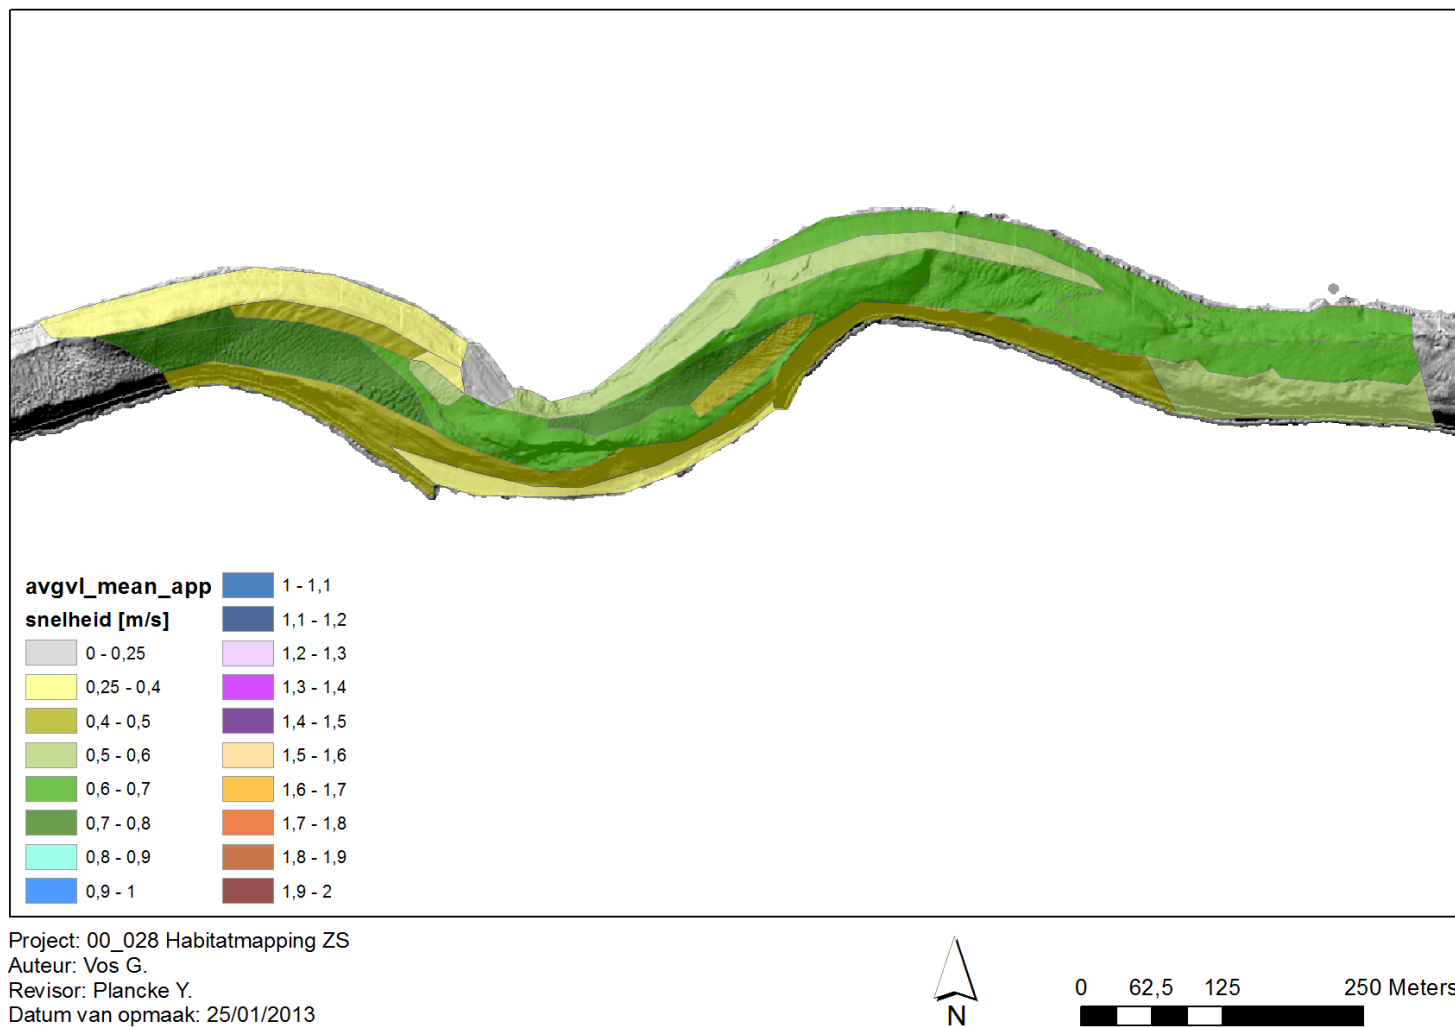 avgvl_mean_app
snelheid [m/s]
0 - 0,25
0,25 - 0,4
0,4 - 0,5
0,5 - 0,6
0,6 - 0,7
0,7 - 0,8
0,8 - 0,9
0,9 - 1
1 - 1,1
1,1 - 1,2
1,2 - 1,3
1,3 - 1,4
1,4 - 1,5
1,5 - 1,6
1,6 - 1,7
1,7 - 1,8
1,8 - 1,9
1,9 - 2
Project: 00_028 Habitatmapping ZS
Auteur: Vos G.
Revisor: Plancke Y.
Datum van opmaak: 25/01/2013
N
0 62,5 125 250 Meters